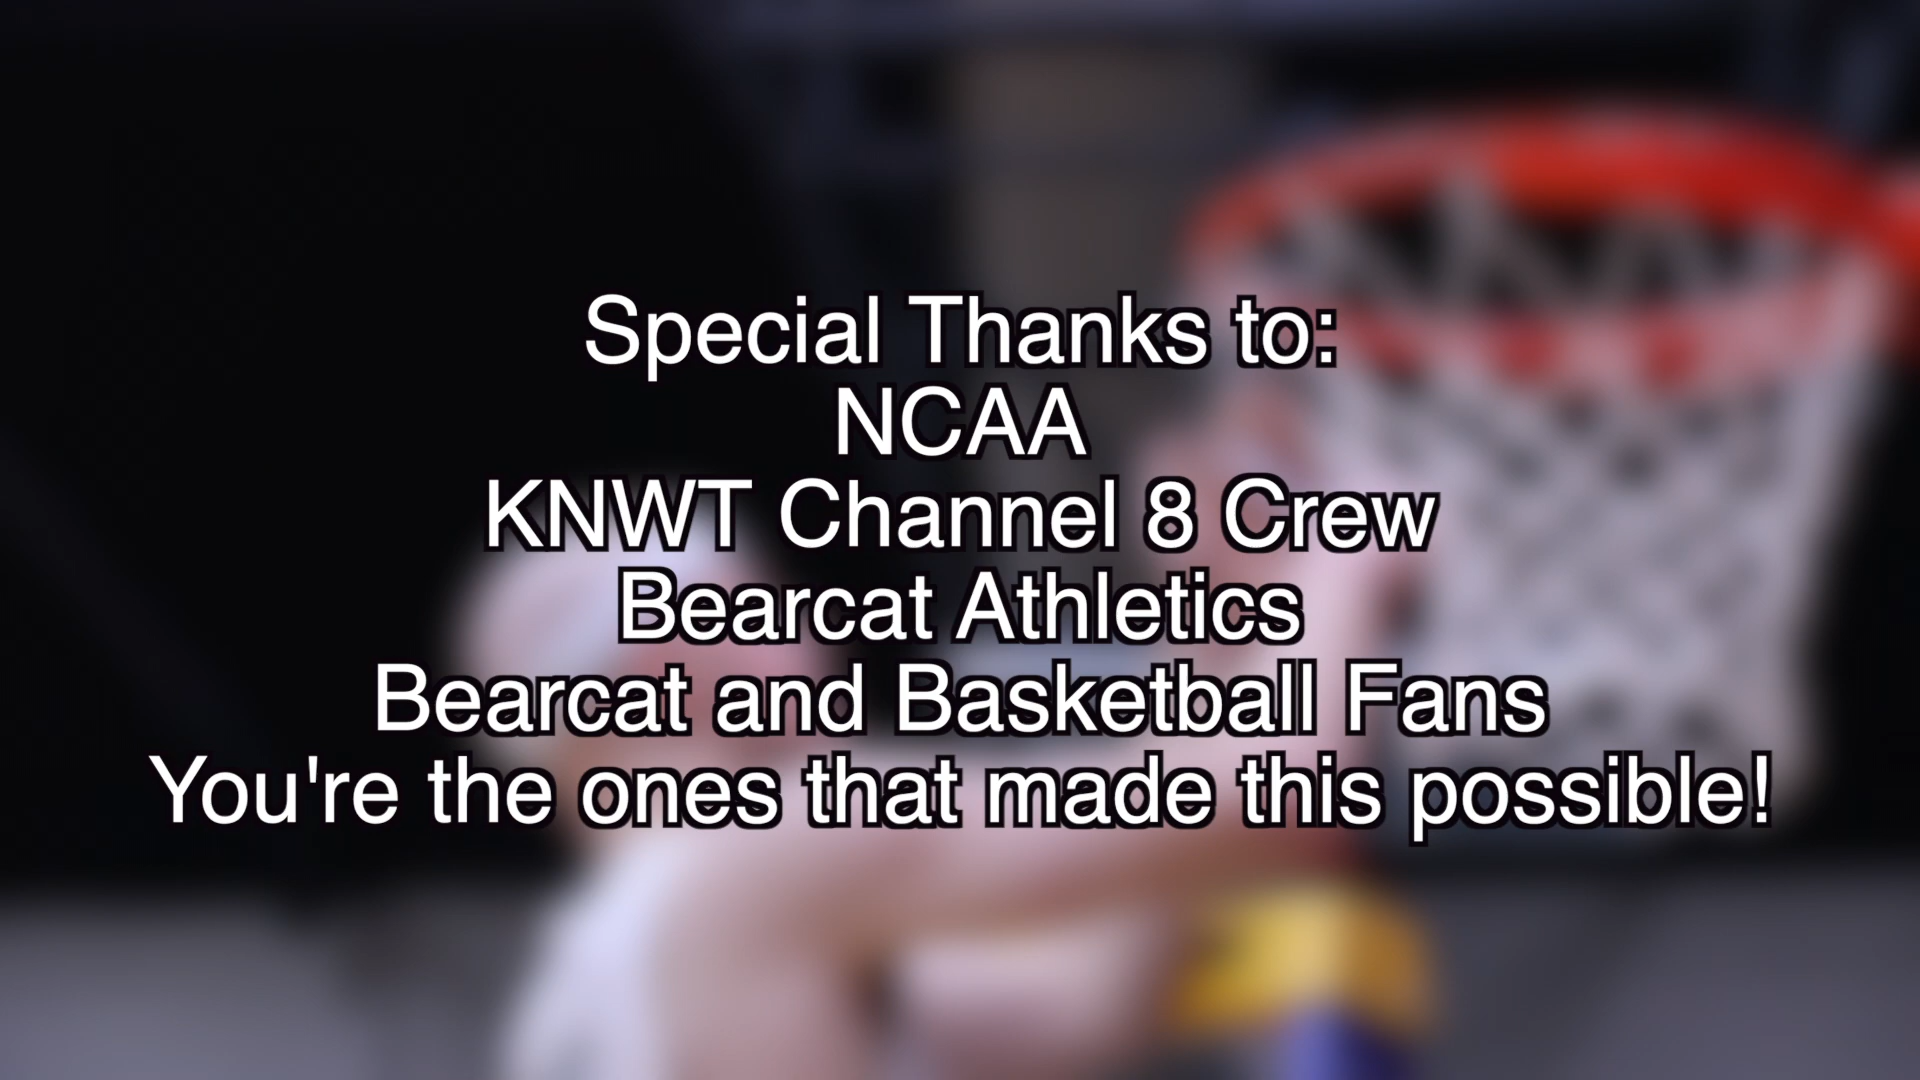 Special Thanks to:
NCAA
KNWT Channel 8 Crew
Bearcat Athletics
Bearcat and Basketball Fans
You're the ones that made this possible!